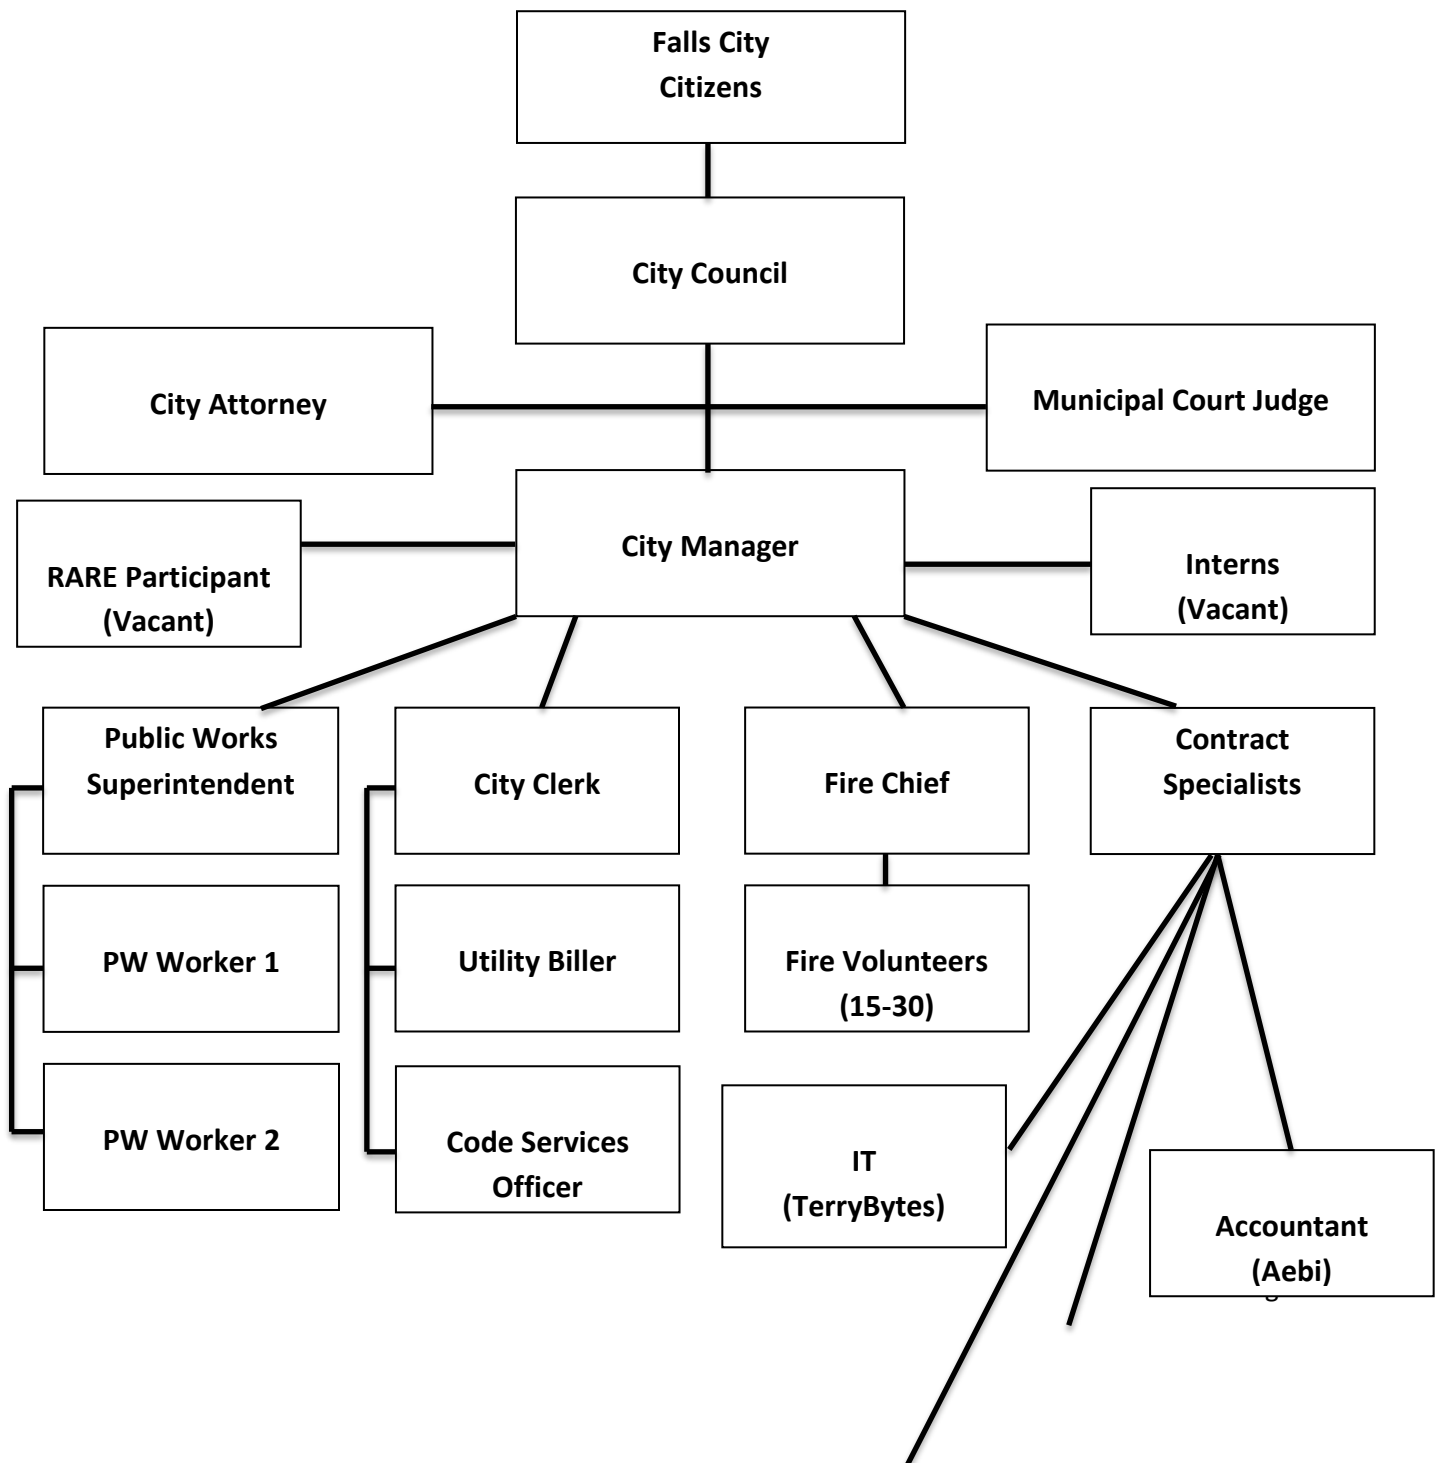 Falls City
Citizens
City Council
City Attorney
Municipal Court Judge
City Manager
RARE Participant
(Vacant)
Interns
(Vacant)
Public Works
Superintendent
City Clerk
Fire Chief
Contract
Specialists
PW Worker 1
Utility Biller
Fire Volunteers
(15-30)
PW Worker 2
Code Services
Officer
IT
(TerryBytes)
Accountant
(Aebi)